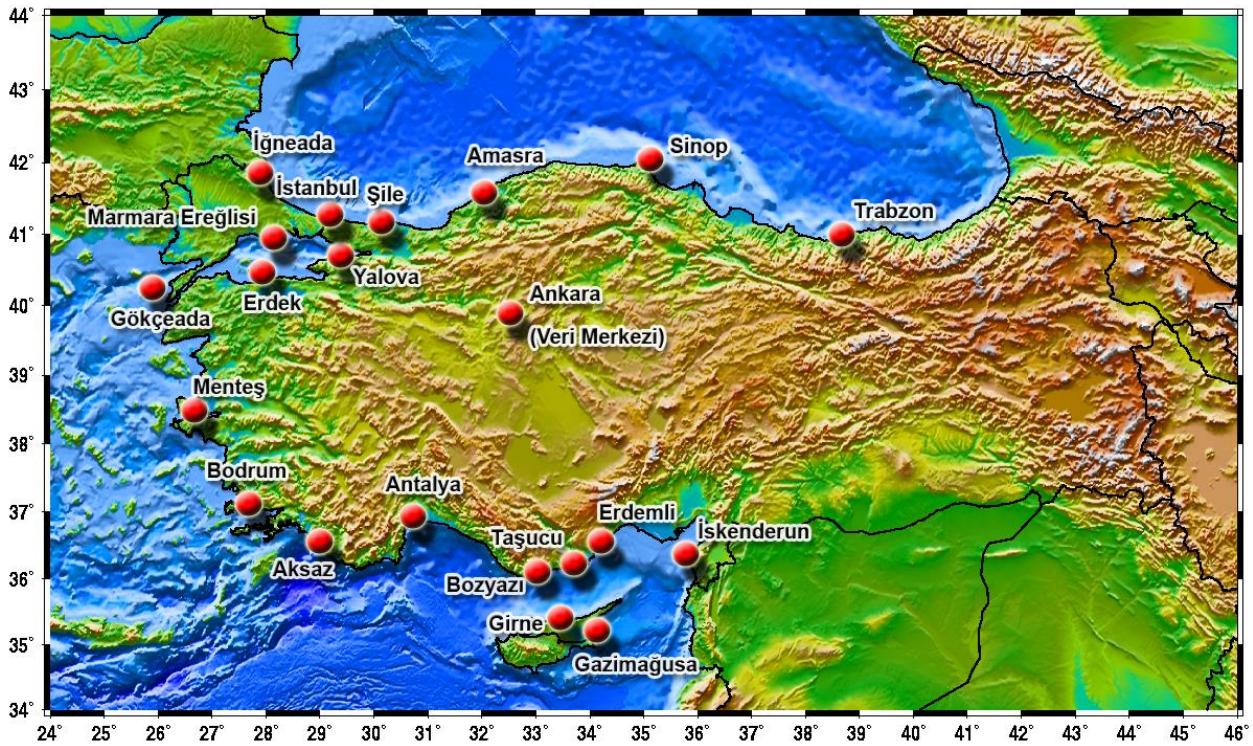 44°
43°
42°
41°
40°
39°
38°
37°
36°
35°
34°
İğneada
Amasra
Sinop
İstanbul
Şile
Marmara Ereğlisi
Trabzon
Yalova
Erdek
Gökçeada
Ankara
(Veri Merkezi)
Menteş
Bodrum
Antalya
Erdemli
Taşucu
İskenderun
Aksaz
Bozyazı
Girne
Gazimağusa
24° 25° 26° 27° 28° 29° 30° 31° 32° 33° 34° 35° 36° 37° 38° 39° 40° 41° 42° 43° 44° 45° 46°